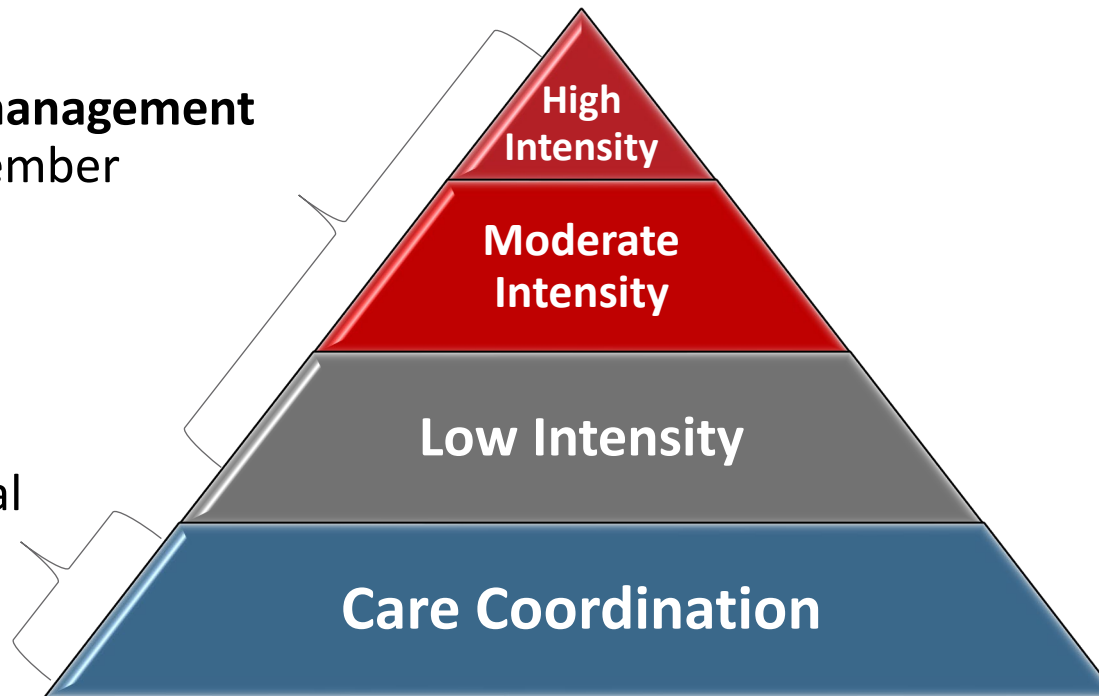 High
Intensity
anagement
ember
Moderate
Intensity
Low Intensity
al
Care Coordination